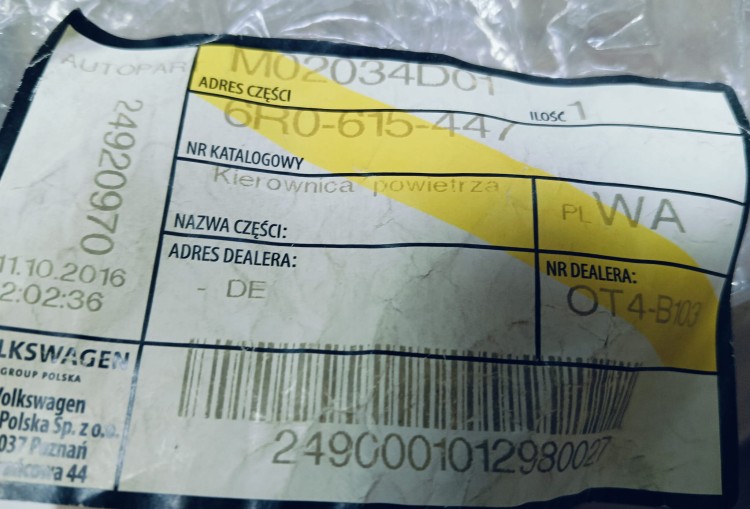 AUTOPAR
24920970
11.10.2016
2:02:36
LKSWAGEN
GROUP POLSKA
Volkswagen
Polska Sp. z o.o.
037 Poznań
44
M02034D01
ADRES CZĘŚCI
ILOŚĆ 1
6R0-615-447
NR KATALOGOWY
Kierownica powietrza
NAZWA CZĘŚCI:
PL WA
ADRES DEALERA:
- DE
NR DEALERA:
OT4-B103
2490001012980027